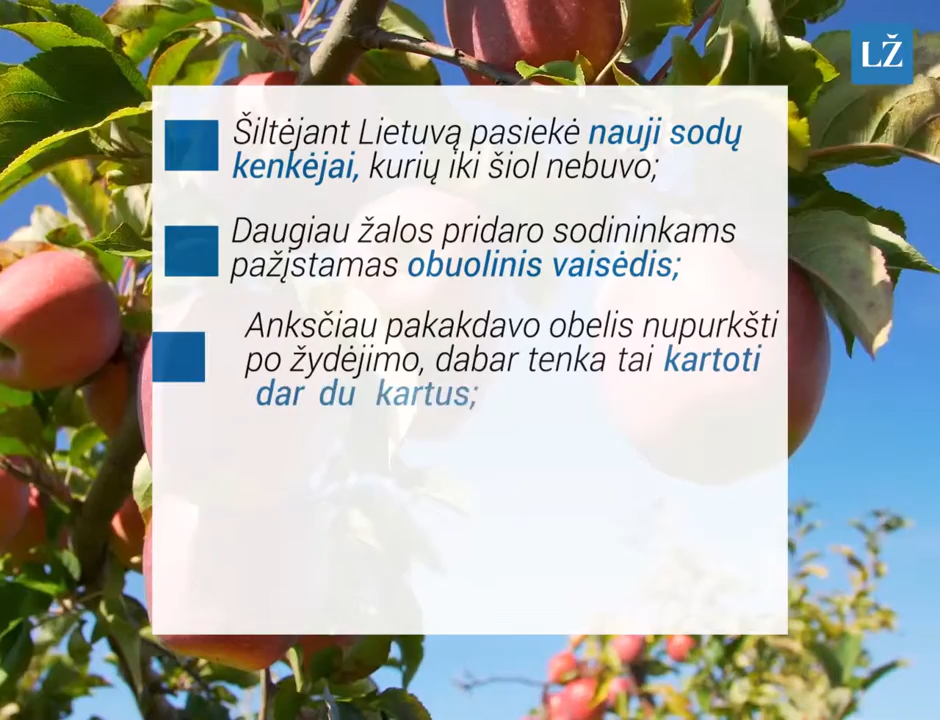 LŽ
Šiltėjant Lietuvą pasiekė nauji sodų
kenkėjai, kurių iki šiol nebuvo;
Daugiau žalos pridaro sodininkams
pažįstamas obuolinis vaisėdis;
Anksčiau pakakdavo obelis nupurkšti
po žydėjimo, dabar tenka tai kartoti
dar du kartus;